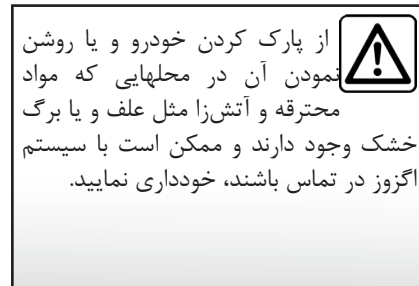 از پارک کردن خودرو و یا روشن
نمودن آن در محلهایی که مواد
محترقه و آتش‌زا مثل علف و یا برگ
خشک وجود دارند و ممکن است با سیستم
اگزوز در تماس باشند، خودداری نمایید.